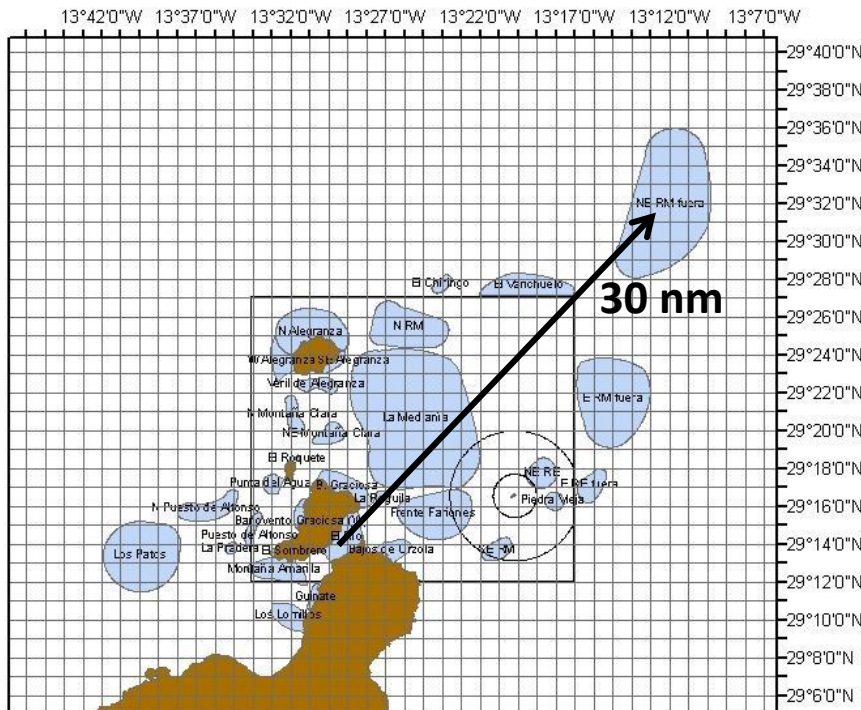 13°42'0"W 13°37'0"W 13°32'0"W 13°27'0"W 13°22'0"W 13°17'0"W 13°12'0"W 13°7'0"W
29°40'0"N
29°38'0"N
29°36'0"N
29°34'0"N
NE-RM fuera
29°32'0"N
29°30'0"N
El Chiringo
El Vanchuelo
29°28'0"N
30 nm
N Alegranza
N RM
29°26'0"N
W Alegranza SE Alegranza
29°24'0"N
Veril de Alegranza
E RM fuera
29°22'0"N
N Montaña Clara
La Mediania
NE Montaña Clara
29°20'0"N
El Roquete
29°18'0"N
Punta del Agua
B. Graciosa
NE RE
E RE fuera
La Reguila
Piedra Vieja
29°16'0"N
N Puesto de Alfonso
Frente Fariones
Barlovento Graciosa
Puesto de Alfonso
El Río
29°14'0"N
Los Patos
La Pradera
El Sombrero
Bajos de Orzola
SE RM
Montaña Amarilla
29°12'0"N
Guinate
Los Lomillos
29°10'0"N
29°8'0"N
29°6'0"N